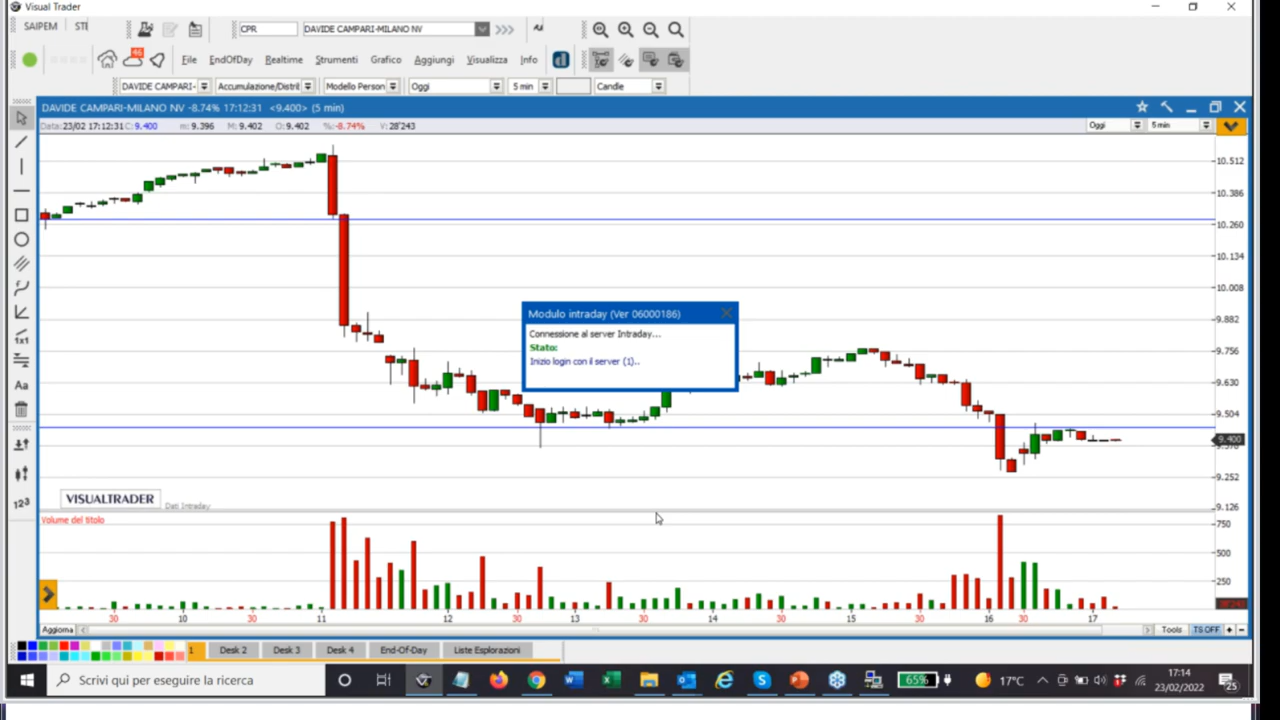 Visual Trader
SAIPEM
CPR
DAVIDE CAMPARI-MILANO NV
46
File
EndOfDay
Realtime
Strumenti
Grafico
Aggiungi
Visualizza
Info
DAVIDE CAMPARI-
Accumulazione/Distril
Modello Person
Oggi
5 min
Candle
DAVIDE CAMPARI-MILANO NV -8.74% 17:12:31 <9.400> (5 min)
Data:23/02 17:12:31 C: 9.400 m: 9.396 M: 9.402 O: 9.402 %:-8.74% V: 28'243
Oggi
5 min
10.512
10.386
10.260
10.134
10.008
9.882
9.756
9.630
9.504
9.400
9.252
9.126
Modulo intraday (Ver 06000186)
Connessione al server Intraday...
Stato:
Inizio login con il server (1)..
1x1
Aa
123
VISUALTRADER
Dati Intraday
Volume del titolo
750
500
250
30 10 30 11 12 30 13 30 14 30 15 30 16 30 17
Aggiorna
Tools
TS OFF
1
Desk 2
Desk 3
Desk 4
End-Of-Day
Liste Esplorazioni
Scrivi qui per eseguire la ricerca
65%
17°C
17:14
23/02/2022
25